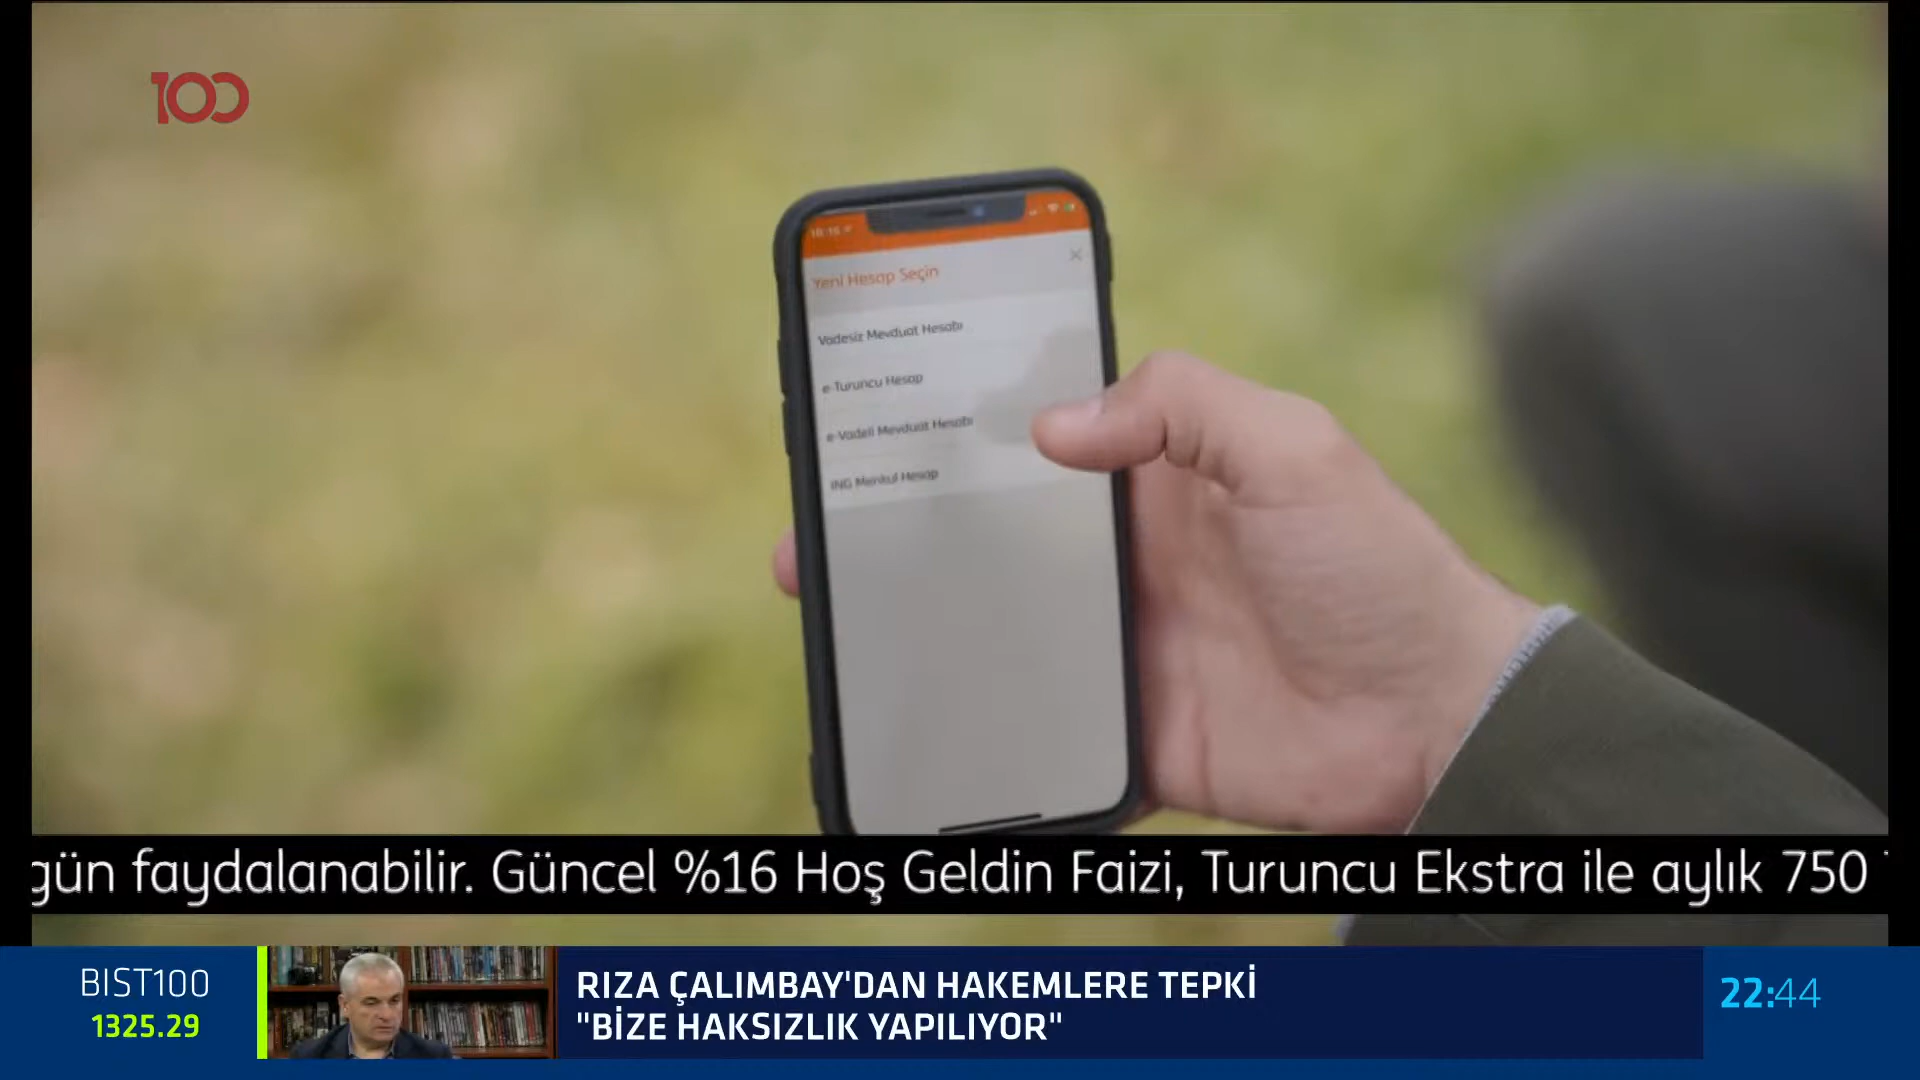 100
Yeni Hesap Seçin
Vadesiz Mevduat Hesabı
e-Turuncu Hesap
e-Vadeli Mevduat Hesabı
ING Menkul Hesap
gün faydalanabilir. Güncel %16 Hoş Geldin Faizi, Turuncu Ekstra ile aylık 750
BIST100
1325.29
RIZA ÇALIMBAY'DAN HAKEMLERE TEPKİ
"BİZE HAKSIZLIK YAPILIYOR"
22:44